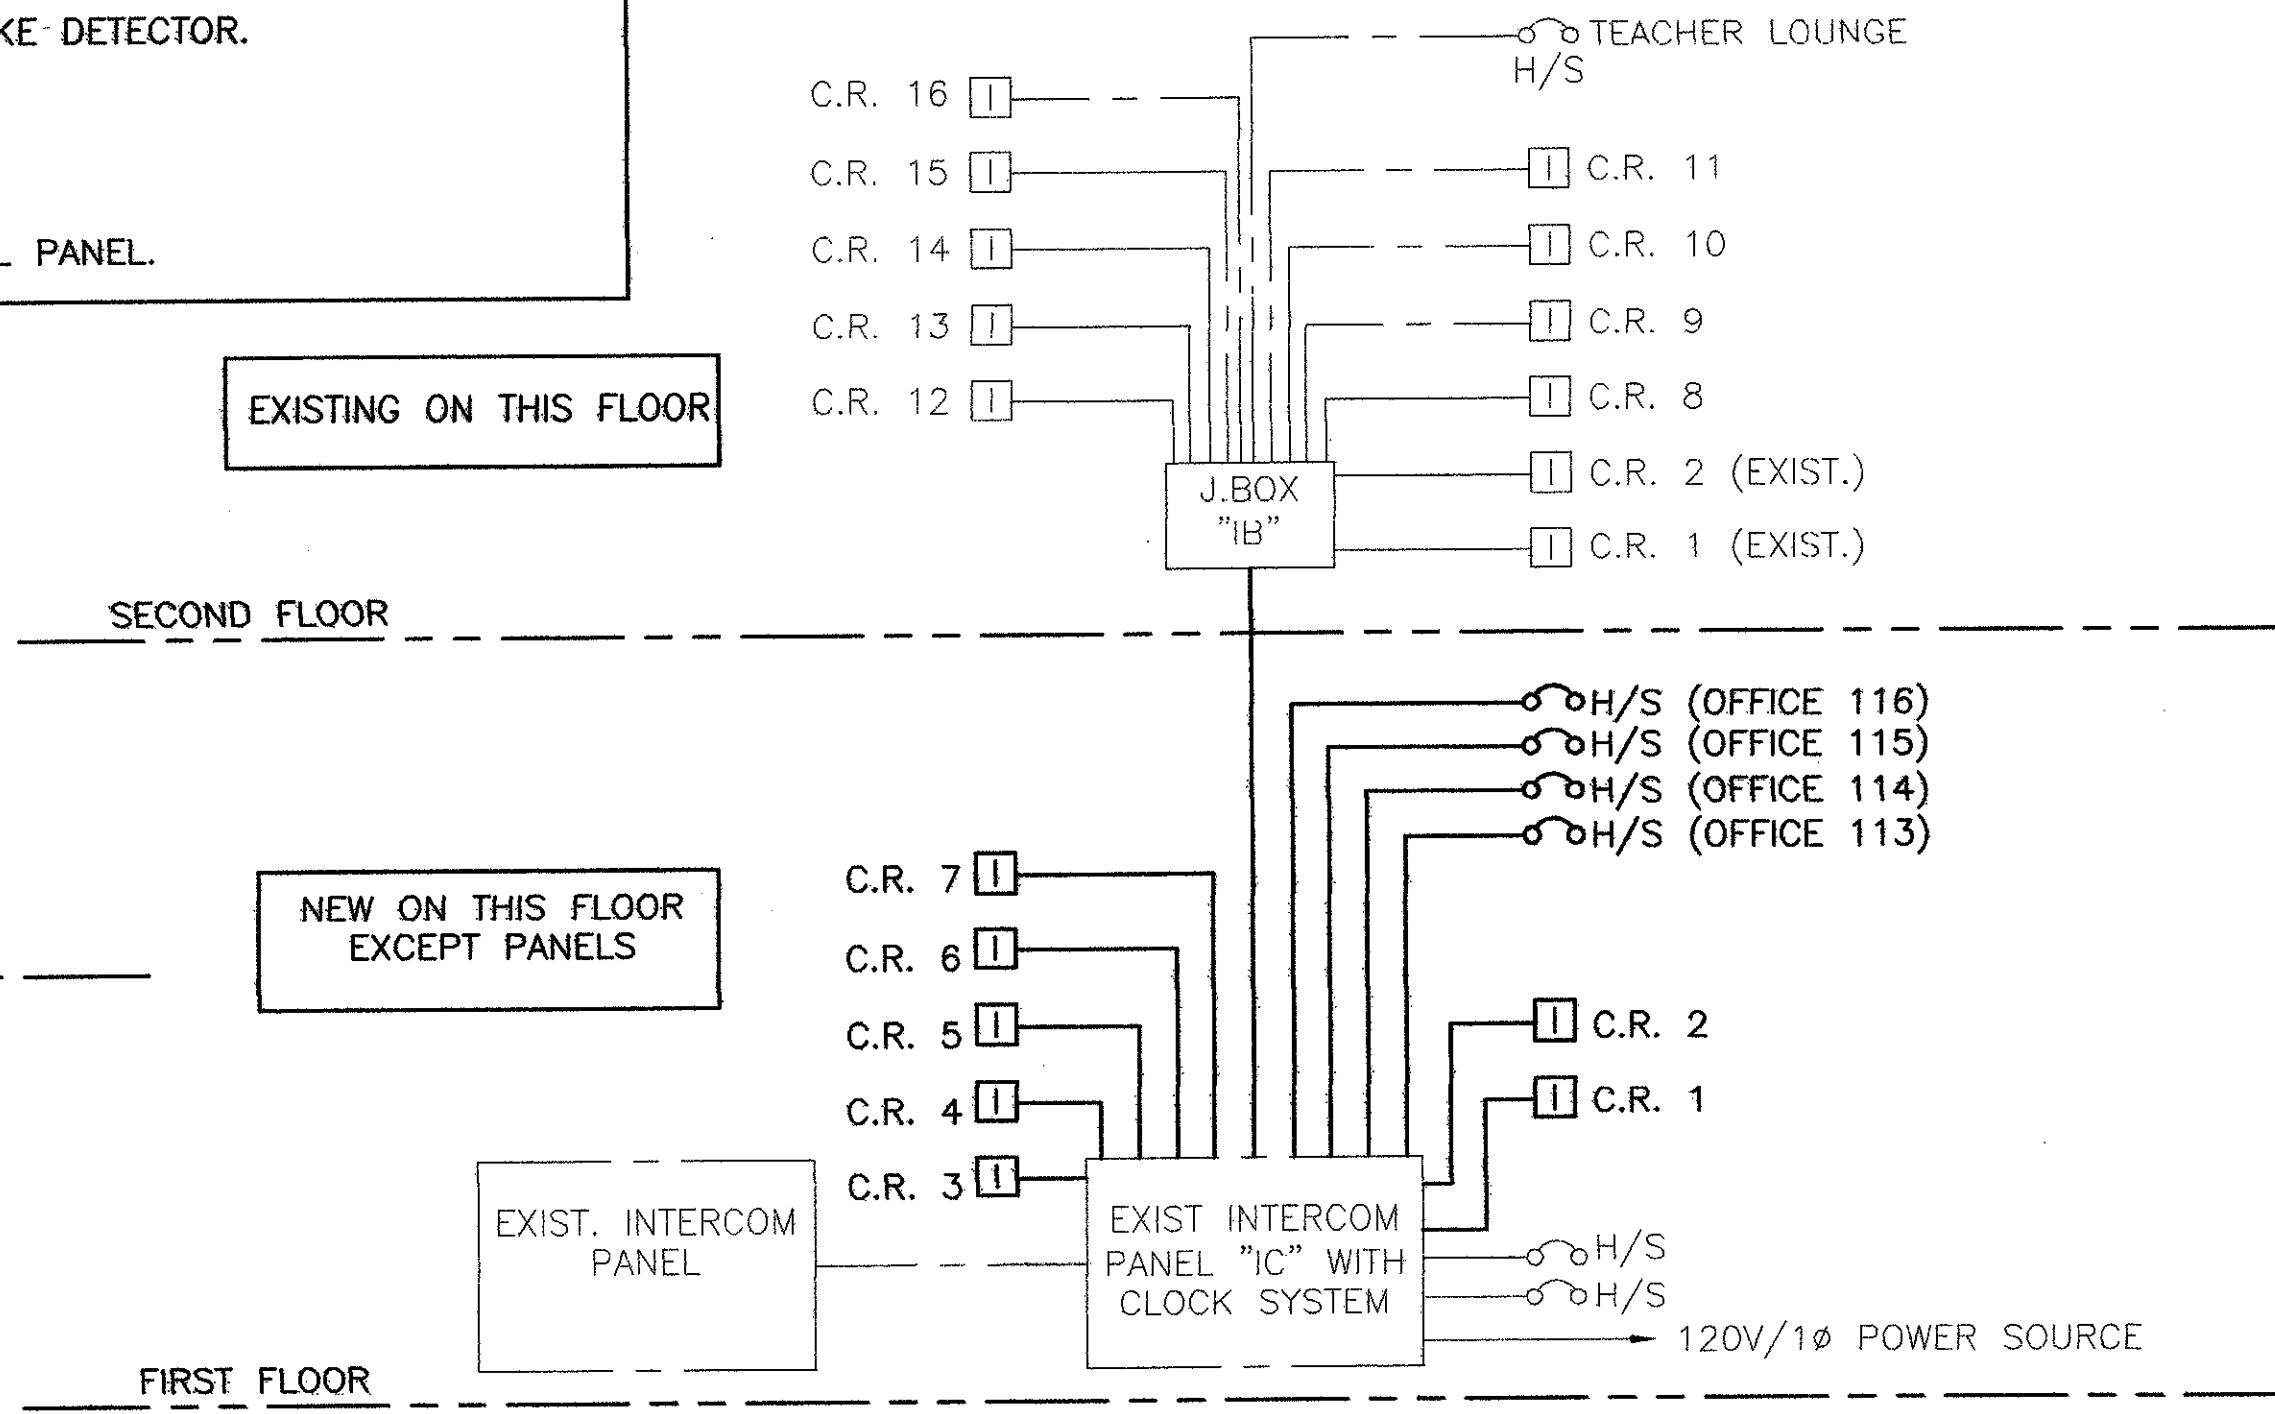 KE DETECTOR.
L PANEL.
TEACHER LOUNGE
H/S
C.R. 16
C.R. 15
C.R. 14
C.R. 13
C.R. 12
C.R. 11
C.R. 10
C.R. 9
C.R. 8
C.R. 2 (EXIST.)
C.R. 1 (EXIST.)
J.BOX
"IB"
EXISTING ON THIS FLOOR
SECOND FLOOR
H/S (OFFICE 116)
H/S (OFFICE 115)
H/S (OFFICE 114)
H/S (OFFICE 113)
NEW ON THIS FLOOR
EXCEPT PANELS
C.R. 7
C.R. 6
C.R. 5
C.R. 4
C.R. 3
C.R. 2
C.R. 1
EXIST. INTERCOM
PANEL
EXIST INTERCOM
PANEL "IC" WITH
CLOCK SYSTEM
H/S
H/S
120V/1ø POWER SOURCE
FIRST FLOOR